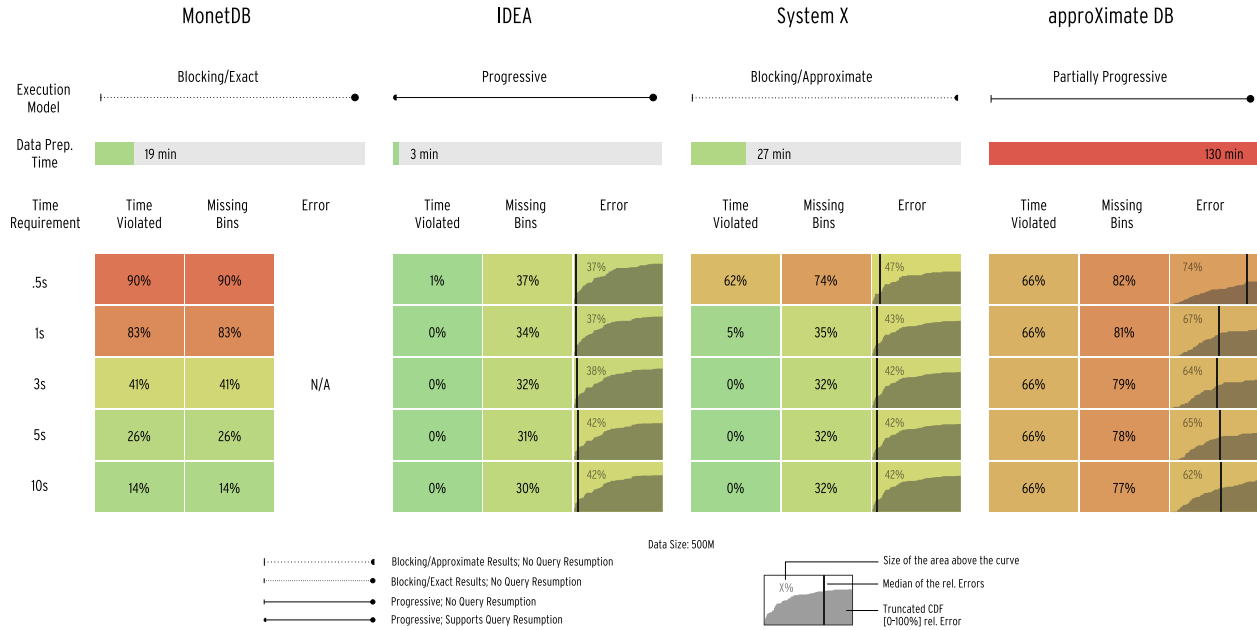 MonetDB IDEA System X approXimate DB
Execution
Model
Blocking/Exact Progressive Blocking/Approximate Partially Progressive
Data Prep.
Time
19 min 3 min 27 min 130 min
Time
Requirement
Time
Violated
Missing
Bins
Error
Time
Violated
Missing
Bins
Error
Time
Violated
Missing
Bins
Error
Time
Violated
Missing
Bins
Error
.5s 90% 90% 1% 37% 37% 62% 74% 47% 66% 82% 74%
1s 83% 83% 0% 34% 37% 5% 35% 43% 66% 81% 67%
3s 41% 41% N/A 0% 32% 38% 0% 32% 42% 66% 79% 64%
5s 26% 26% 0% 31% 42% 0% 32% 42% 66% 78% 65%
10s 14% 14% 0% 30% 42% 0% 32% 42% 66% 77% 62%
Data Size: 500M
Blocking/Approximate Results; No Query Resumption
Blocking/Exact Results; No Query Resumption
Progressive; No Query Resumption
Progressive; Supports Query Resumption
X%
Size of the area above the curve
Median of the rel. Errors
Truncated CDF
[0-100%] rel. Error